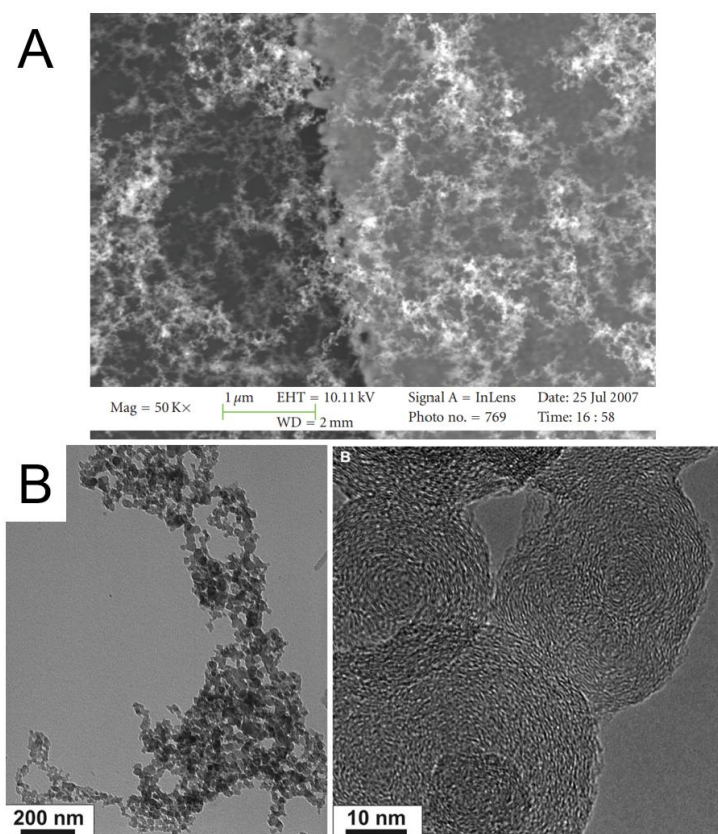 A
Mag = 50 K×
1 µm
EHT = 10.11 kV
WD = 2 mm
Signal A = InLens
Photo no. = 769
Date: 25 Jul 2007
Time: 16 : 58
B
200 nm
B
10 nm